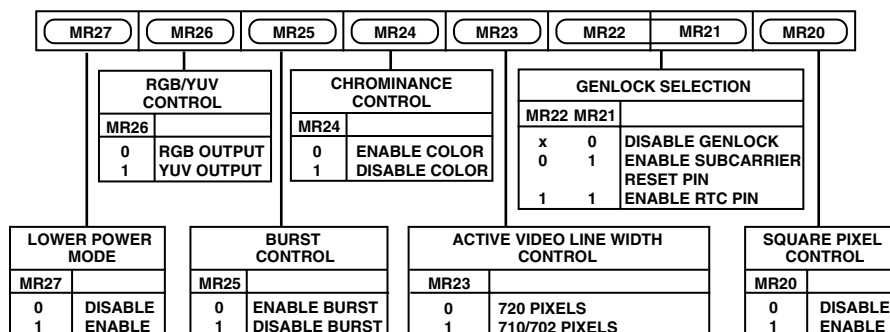 MR27 MR26 MR25 MR24 MR23 MR22 MR21 MR20
RGB/YUV
CONTROL
MR26
0 RGB OUTPUT
1 YUV OUTPUT
CHROMINANCE
CONTROL
MR24
0 ENABLE COLOR
1 DISABLE COLOR
GENLOCK SELECTION
MR22 MR21
x 0 DISABLE GENLOCK
0 1 ENABLE SUBCARRIER
RESET PIN
1 1 ENABLE RTC PIN
LOWER POWER
MODE
MR27
0 DISABLE
1 ENABLE
BURST
CONTROL
MR25
0 ENABLE BURST
1 DISABLE BURST
ACTIVE VIDEO LINE WIDTH
CONTROL
MR23
0 720 PIXELS
1 710/702 PIXELS
SQUARE PIXEL
CONTROL
MR20
0 DISABLE
1 ENABLE